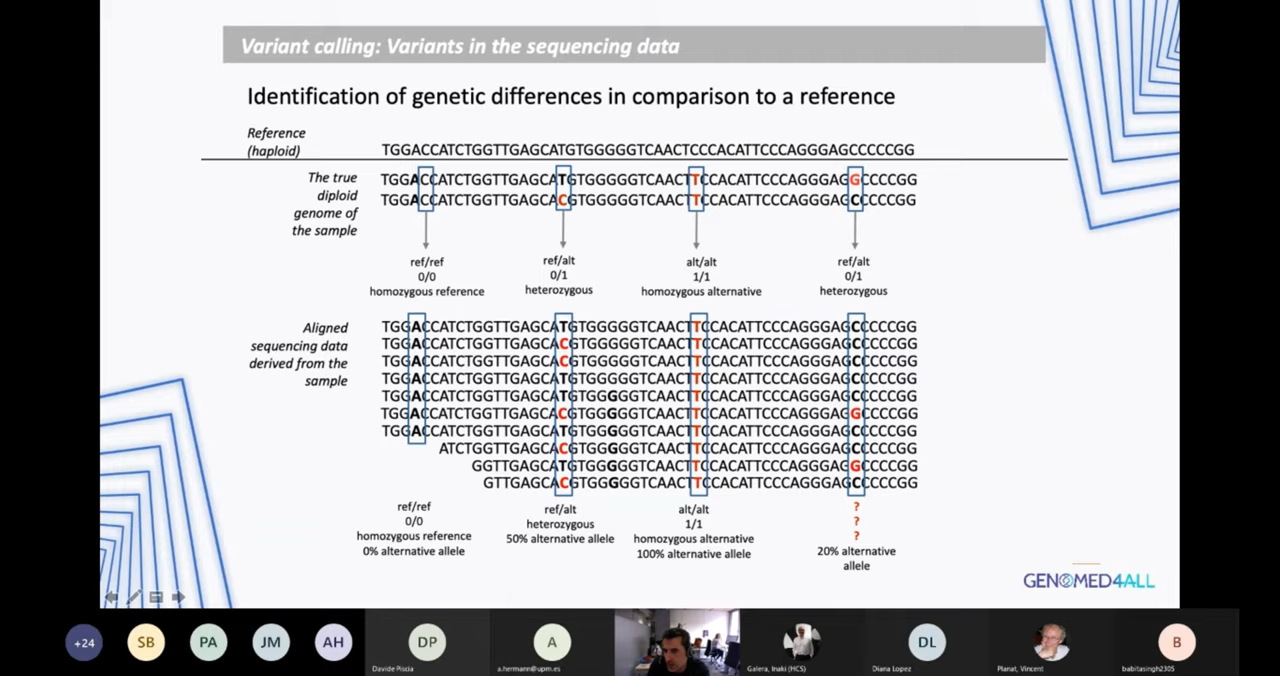 Variant calling: Variants in the sequencing data
Identification of genetic differences in comparison to a reference
Reference
(haploid)
TGGACCATCTGGTTGAGCATGTGGGGGTCAACTCCCACATTCCCAGGGAGCCCCCGG
The true
diploid
genome of
the sample
TGGACCATCTGGTTGAGCATGTGGGGGTCAACTTCCACATTCCCAGGGAGGCCCCGG
TGGACCATCTGGTTGAGCACGTGGGGGTCAACTTCCACATTCCCAGGGAGCCCCCGG
ref/ref
0/0
homozygous reference
ref/alt
0/1
heterozygous
alt/alt
1/1
homozygous alternative
ref/alt
0/1
heterozygous
Aligned
sequencing data
derived from the
sample
TGGACCATCTGGTTGAGCATGTGGGGGTCAACTTCCACATTCCCAGGGAGCCCCCGG
TGGACCATCTGGTTGAGCACGTGGGGGTCAACTTCCACATTCCCAGGGAGCCCCCGG
TGGACCATCTGGTTGAGCACGTGGGGGTCAACTTCCACATTCCCAGGGAGCCCCCGG
TGGACCATCTGGTTGAGCATGTGGGGGTCAACTTCCACATTCCCAGGGAGCCCCCGG
TGGACCATCTGGTTGAGCATGTGGGGGTCAACTTCCACATTCCCAGGGAGCCCCCGG
TGGACCATCTGGTTGAGCACGTGGGGGTCAACTTCCACATTCCCAGGGAGGCCCCGG
TGGACCATCTGGTTGAGCATGTGGGGGTCAACTTCCACATTCCCAGGGAGCCCCCGG
ATCTGGTTGAGCACGTGGGGGTCAACTTCCACATTCCCAGGGAGCCCCCGG
GGTTGAGCATGTGGGGGTCAACTTCCACATTCCCAGGGAGGCCCCGG
GTTGAGCACGTGGGGGTCAACTTCCACATTCCCAGGGAGCCCCCGG
ref/ref
0/0
homozygous reference
0% alternative allele
ref/alt
heterozygous
50% alternative allele
alt/alt
1/1
homozygous alternative
100% alternative allele
?
?
?
20% alternative
allele
GENOMED4ALL
+24
SB
PA
JM
AH
DP
Davide Piscia
A
a.hermann@upm.es
Galera, Inaki (HCS)
DL
Diana Lopez
Planat, Vincent
B
babitasingh2305